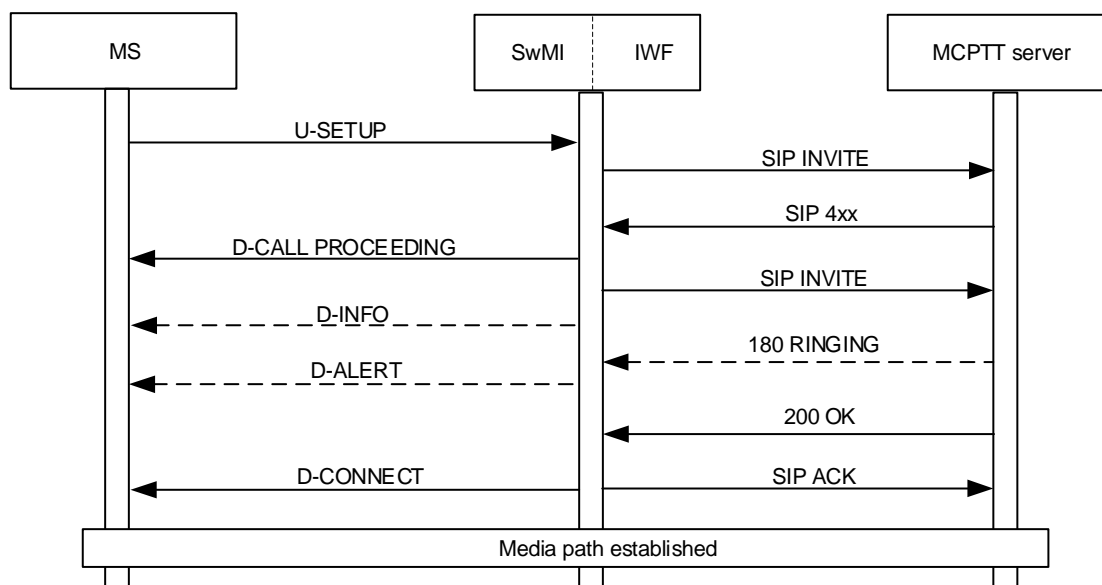 MS
SwMI
IWF
MCPTT server
U-SETUP
SIP INVITE
SIP 4xx
D-CALL PROCEEDING
SIP INVITE
D-INFO
180 RINGING
D-ALERT
200 OK
D-CONNECT
SIP ACK
Media path established